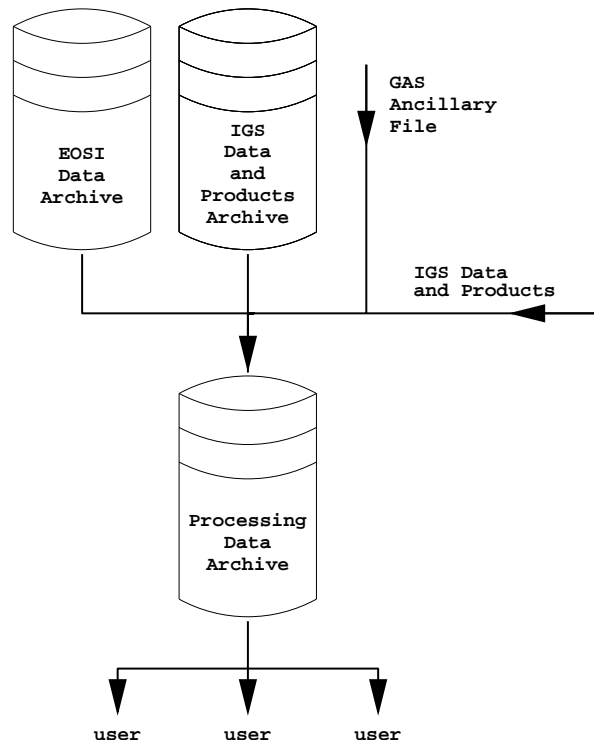 EOSI
Data
Archive
IGS
Data
and
Products
Archive
GAS
Ancillary
File
IGS Data
and Products
Processing
Data
Archive
user
user
user